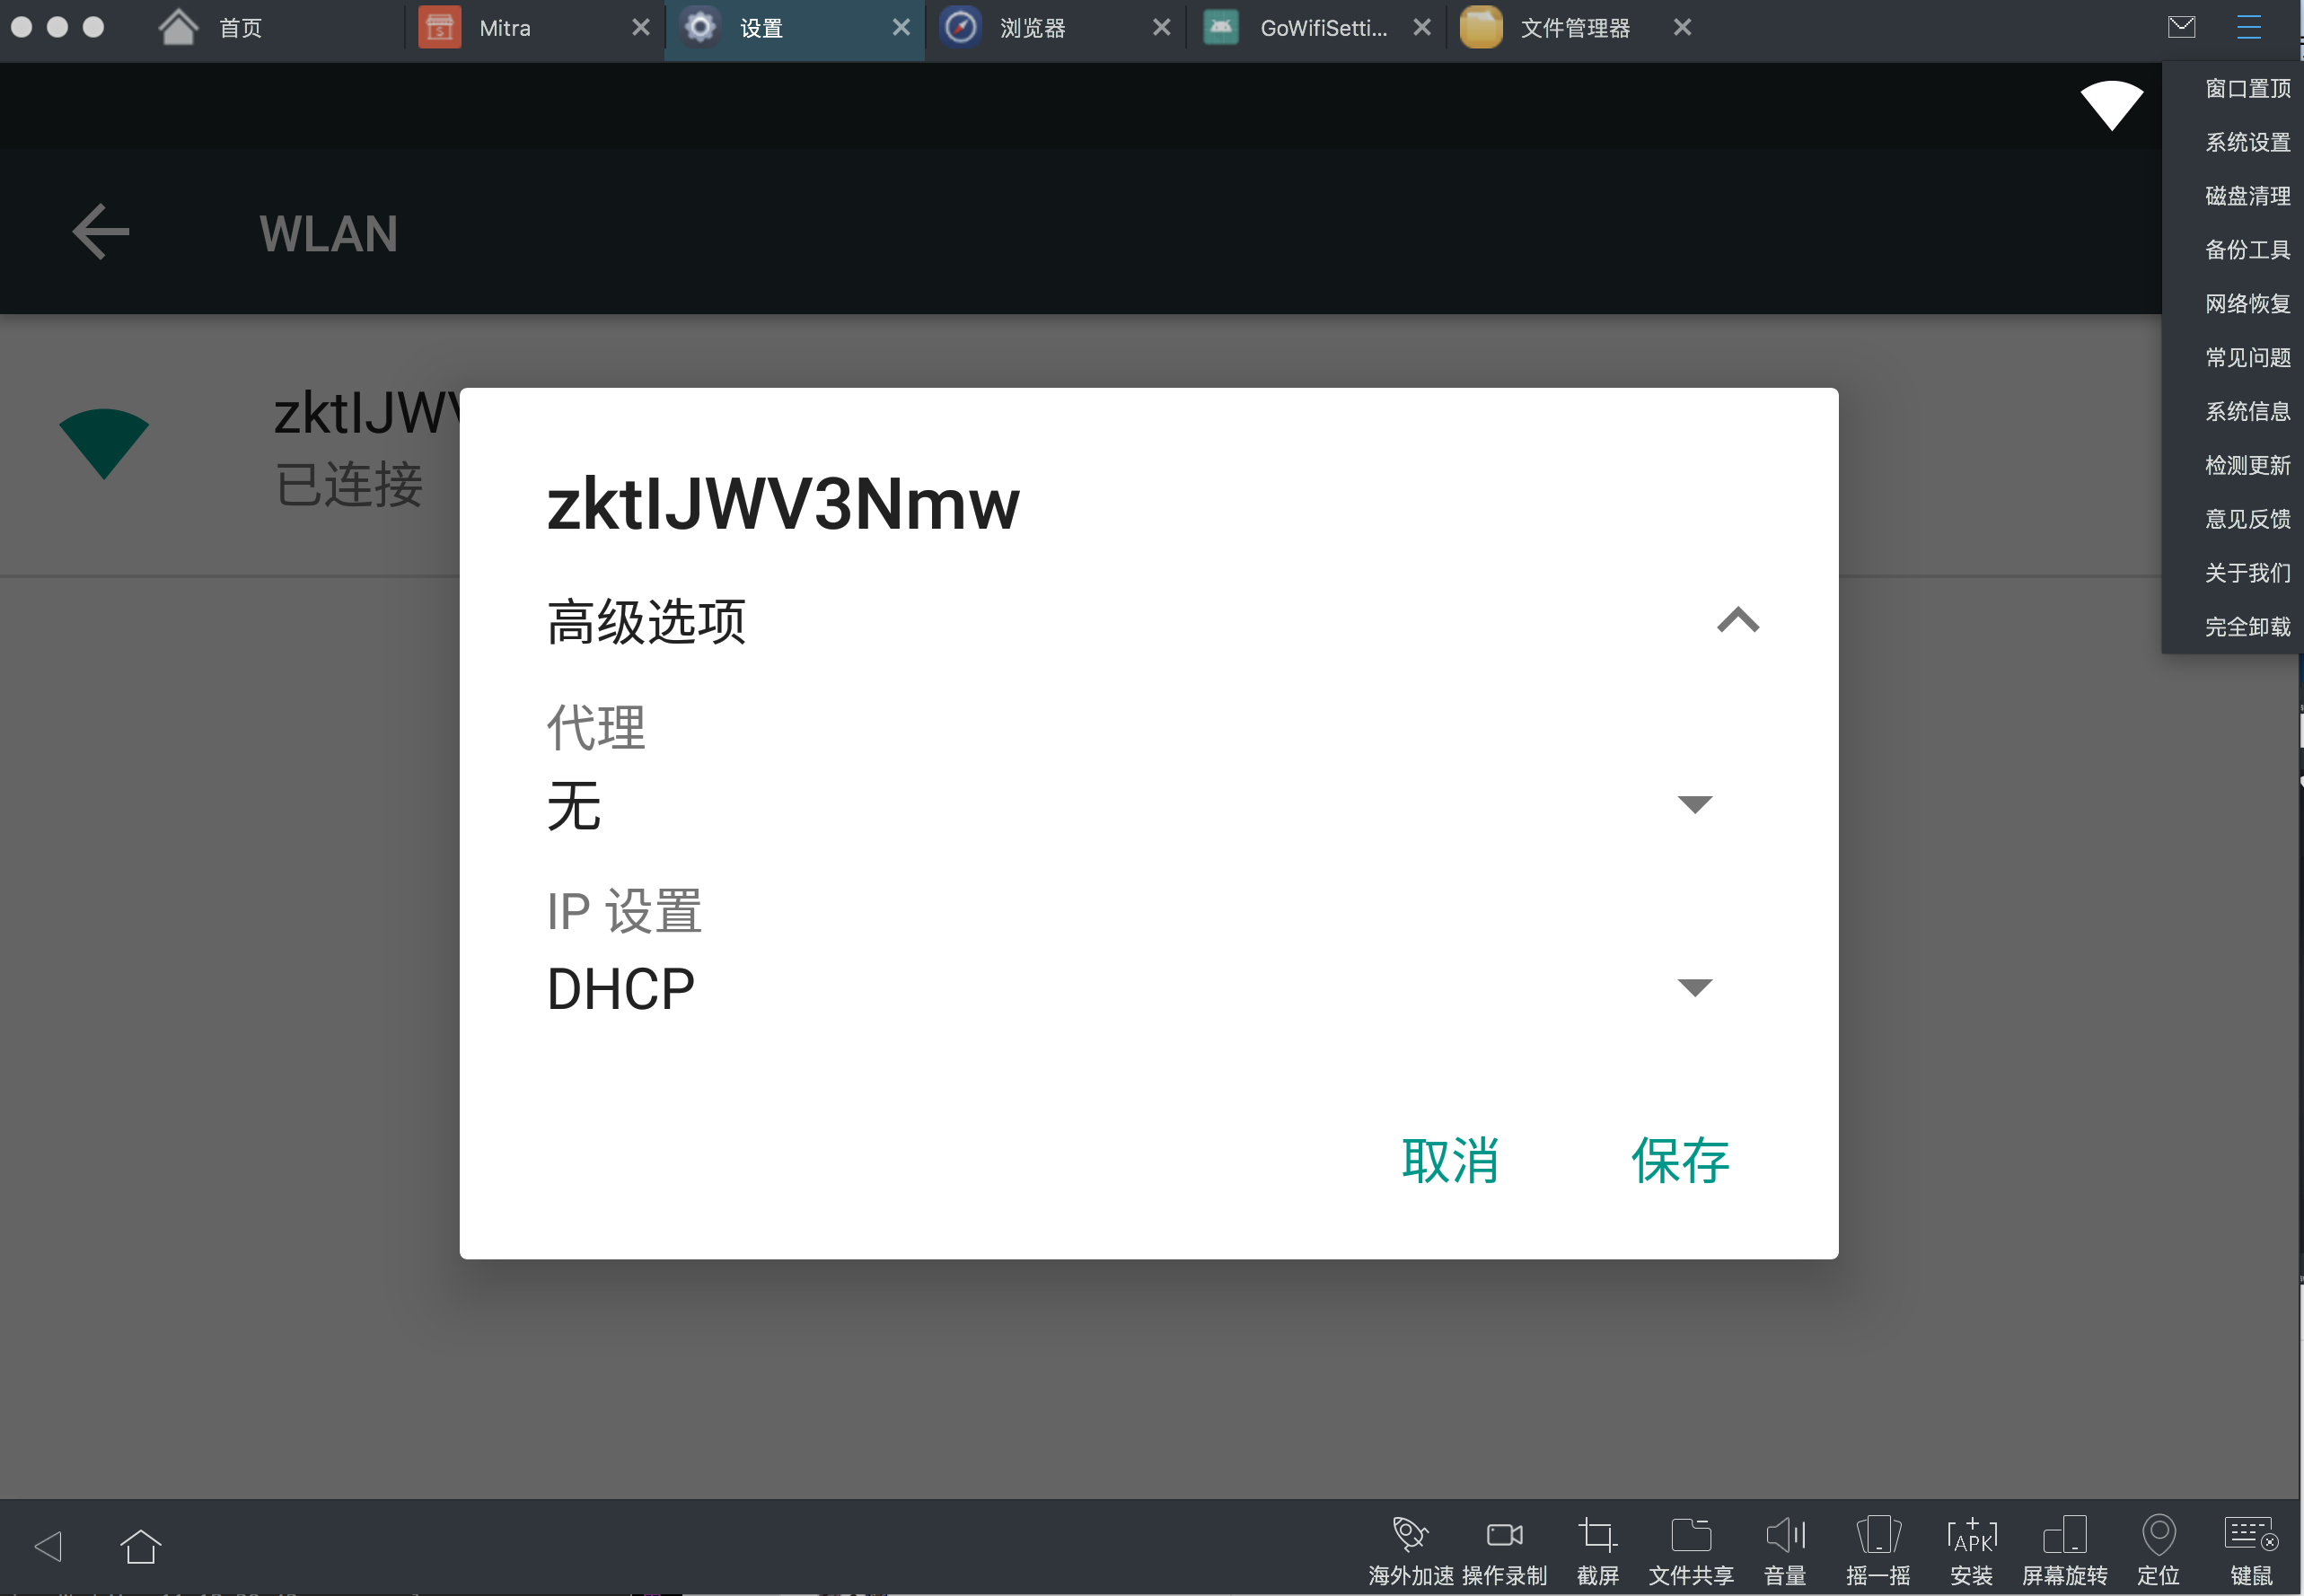 首页
Mitra
设置
浏览器
GoWifiSetti...
文件管理器
窗口置顶
系统设置
磁盘清理
备份工具
网络恢复
常见问题
系统信息
检测更新
意见反馈
关于我们
完全卸载
WLAN
zktIJWV
已连接
zktIJWV3Nmw
高级选项
代理
无
IP 设置
DHCP
取消 保存
APK
海外加速 操作录制 截屏 文件共享 音量 摇一摇 安装 屏幕旋转 定位 键鼠